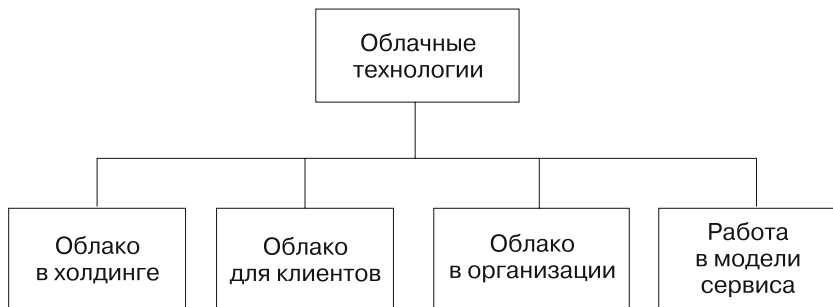 Облачные
технологии
Облако
в холдинге
Облако
для клиентов
Облако
в организации
Работа
в модели
сервиса